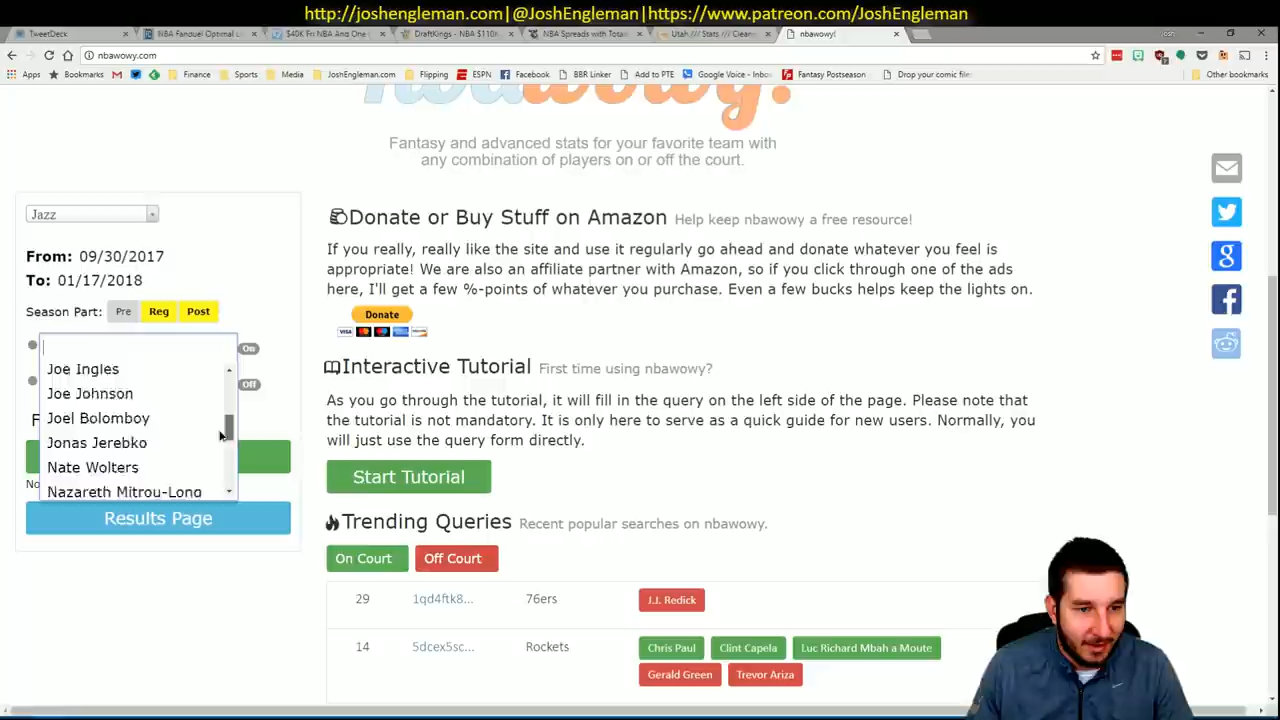 http://joshengleman.com|@JoshEngleman|https://www.patreon.com/JoshEngleman
TweetDeck
NBA Fanduel Optimal L
$40K Fri NBA And One
DraftKings - NBA $110K
NBA Spreads with Tota
Utah /// Stats /// Cleani
nbawowy!
nbawowy.com
Apps
Bookmarks
Finance
Sports
Media
JoshEngleman.com
Flipping
ESPN
Facebook
BBR Linker
Add to PTE
Google Voice - Inbo
Fantasy Postseason
Drop your comic file
Other bookmarks
nbawowy!
Fantasy and advanced stats for your favorite team with
any combination of players on or off the court.
Jazz
From: 09/30/2017
To: 01/17/2018
Season Part: Pre Reg Post
On
Off
Joe Ingles
Joe Johnson
Joel Bolomboy
Jonas Jerebko
Nate Wolters
Nazareth Mitrou-Long
F
No
Results Page
Donate or Buy Stuff on Amazon Help keep nbawowy a free resource!
If you really, really like the site and use it regularly go ahead and donate whatever you feel is
appropriate! We are also an affiliate partner with Amazon, so if you click through one of the ads
here, I'll get a few %-points of whatever you purchase. Even a few bucks helps keep the lights on.
Donate
Interactive Tutorial First time using nbawowy?
As you go through the tutorial, it will fill in the query on the left side of the page. Please note that
the tutorial is not mandatory. It is only here to serve as a quick guide for new users. Normally, you
will just use the query form direbtly.
Start Tutorial
Trending Queries Recent popular searches on nbawowy.
On Court Off Court
29 1qd4ftk8... 76ers J.J. Redick
14 5dcex5sc... Rockets Chris Paul Clint Capela Luc Richard Mbah a Moute
Gerald Green Trevor Ariza